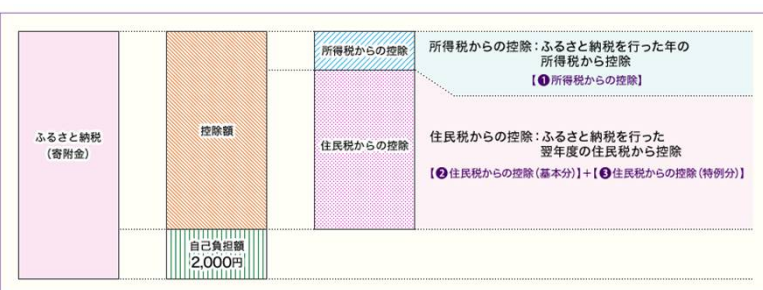 ふるさと納税
(寄附金)
控除額
自己負担額
2,000円
所得税からの控除
住民税からの控除
所得税からの控除:ふるさと納税を行った年の
所得税から控除
【❶所得税からの控除】
住民税からの控除:ふるさと納税を行った
翌年度の住民税から控除
【❷住民税からの控除(基本分)】+【❸住民税からの控除(特例分)】